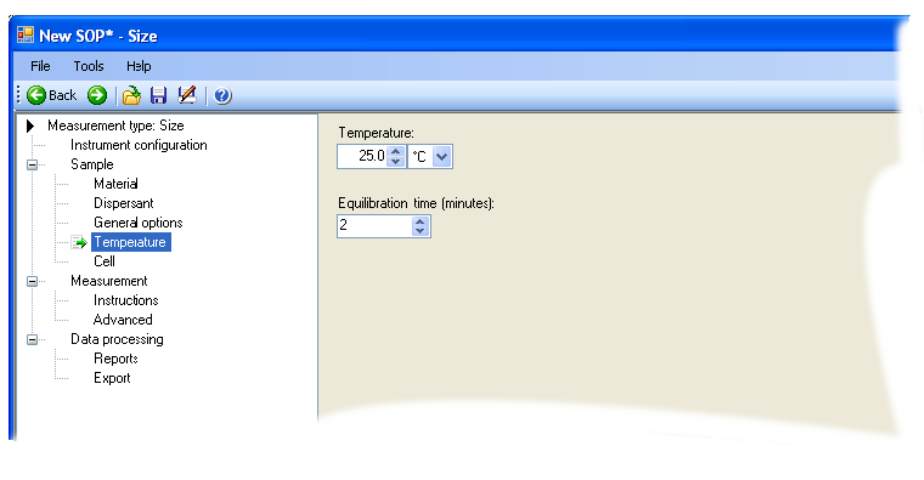 New SOP* - Size
File Tools Help
Back
Measurement type: Size
Instrument configuration
Sample
Material
Dispersant
General options
Temperature
Cell
Measurement
Instructions
Advanced
Data processing
Reports
Export
Temperature:
25.0 °C
Equilibration time (minutes):
2